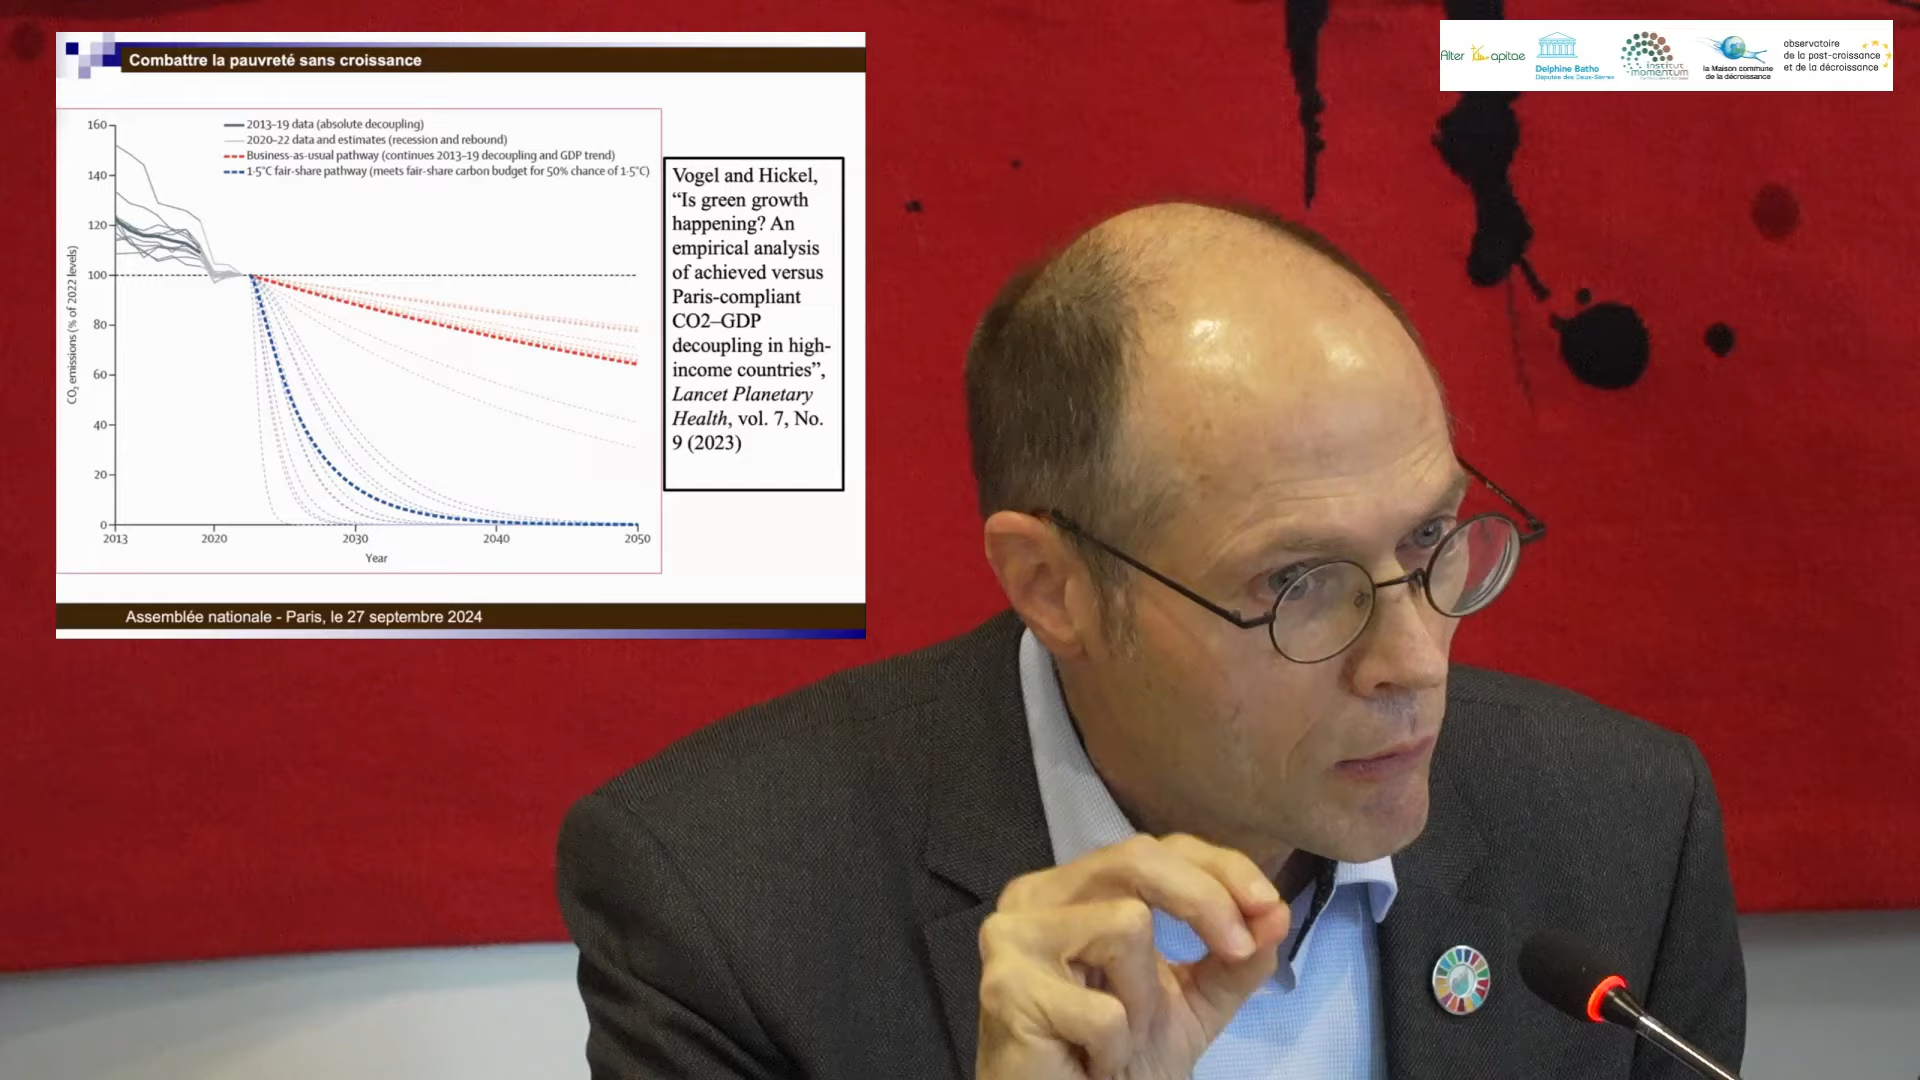 Combattre la pauvreté sans croissance
160
140
120
100
80
60
40
20
0
CO2 emissions (% of 2022 levels)
2013–19 data (absolute decoupling)
2020–22 data and estimates (recession and rebound)
Business-as-usual pathway (continues 2013–19 decoupling and GDP trend)
1·5°C fair-share pathway (meets fair-share carbon budget for 50% chance of 1·5°C)
2013
2020
2030
2040
2050
Year
Vogel and Hickel,
“Is green growth
happening? An
empirical analysis
of achieved versus
Paris-compliant
CO2–GDP
decoupling in high-
income countries”,
Lancet Planetary
Health, vol. 7, No.
9 (2023)
Assemblée nationale - Paris, le 27 septembre 2024
Alter Kapitae
Delphine Batho
Députée des Deux-Sèvres
institut
momentum
la Maison commune
de la décroissance
observatoire
de la post-croissance
et de la décroissance